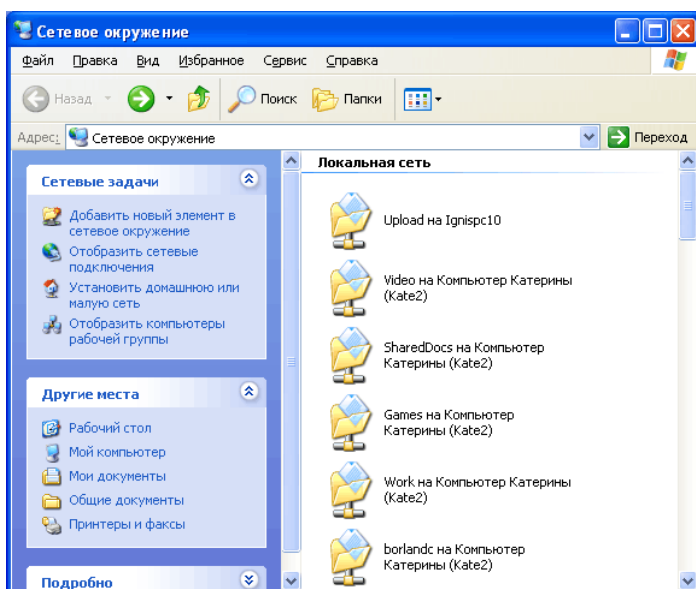 Сетевое окружение
Файл Правка Вид Избранное Сервис Справка
Назад Поиск Папки
Адрес: Сетевое окружение Переход
Сетевые задачи
Добавить новый элемент в
сетевое окружение
Отобразить сетевые
подключения
Установить домашнюю или
малую сеть
Отобразить компьютеры
рабочей группы
Другие места
Рабочий стол
Мой компьютер
Мои документы
Общие документы
Принтеры и факсы
Подробно
Локальная сеть
Upload на Ignispc10
Video на Компьютер Катерины
(Kate2)
SharedDocs на Компьютер
Катерины (Kate2)
Games на Компьютер
Катерины (Kate2)
Work на Компьютер Катерины
(Kate2)
borlandc на Компьютер
Катерины (Kate2)